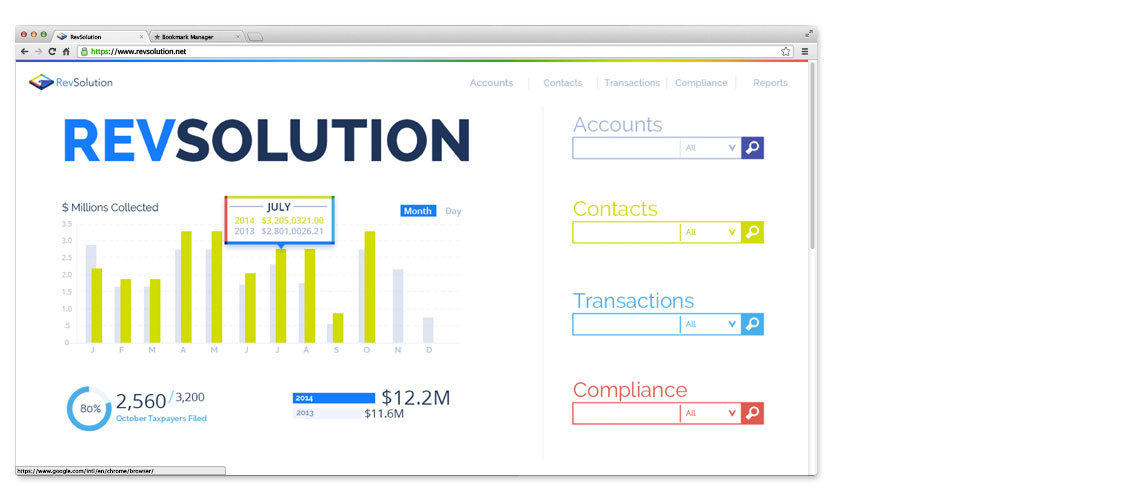 RevSolution
Bookmark Manager
https://www.revsolution.net
RevSolution
Accounts
Contacts
Transactions
Compliance
Reports
REVSOLUTION
$ Millions Collected
JULY
2014 $3,205,0321.00
2013 $2.801,0026.21
Month Day
3.5
3.0
2.5
2.0
1.5
1.0
.5
0
J F M A M J J A S O N D
80%
2,560 / 3,200
October Taxpayers Filed
2014 $12.2M
2013 $11.6M
Accounts
All
Contacts
All
Transactions
All
Compliance
All
https://www.google.com/intl/en/chrome/browser/